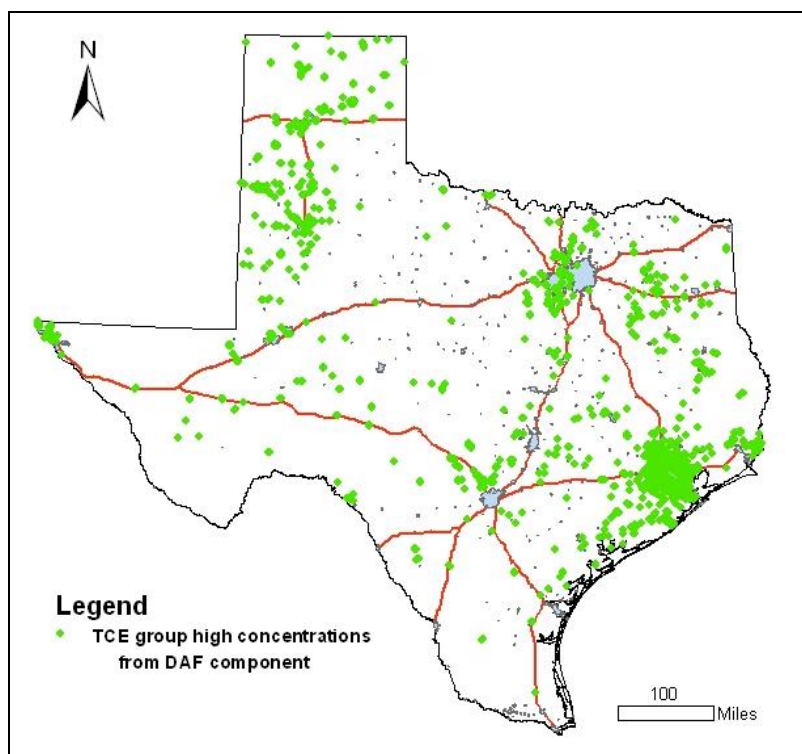 N
Legend
TCE group high concentrations
from DAF component
100
Miles